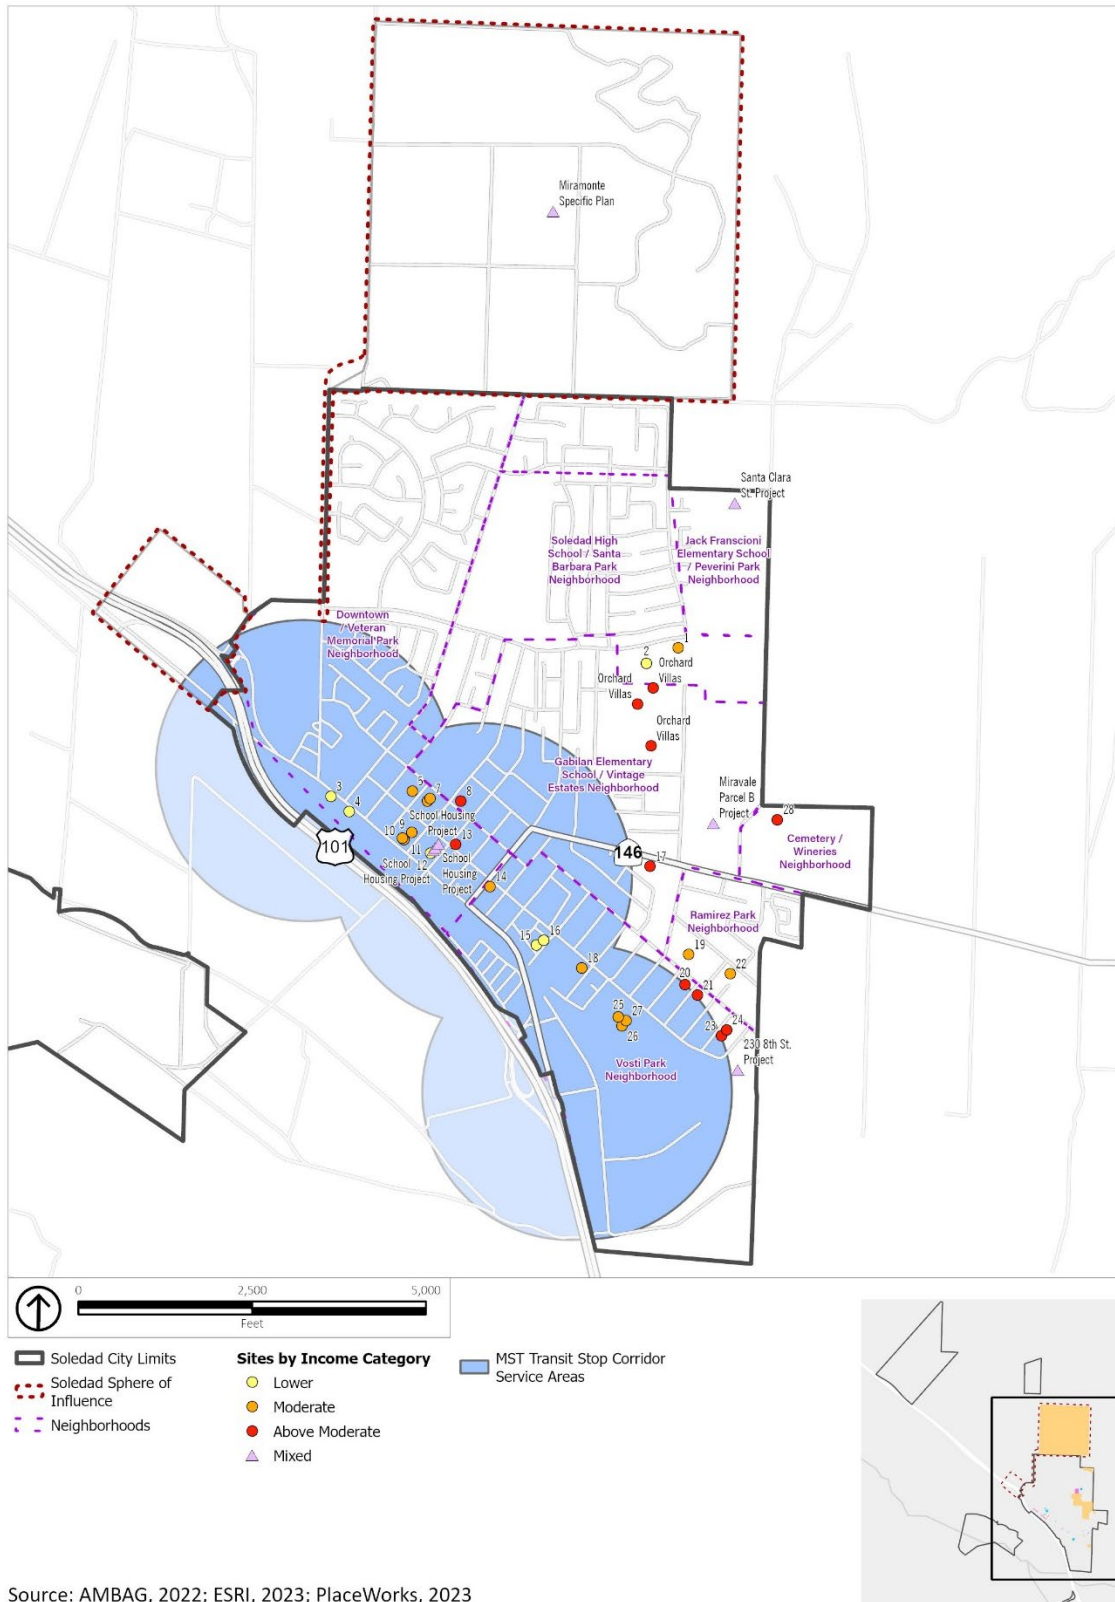 Miramonte
Specific Plan
Santa Clara
St. Project
Soledad High
School / Santa
Barbara Park
Neighborhood
Jack Franscioni
Elementary School
/ Peverini Park
Neighborhood
Downtown
/ Veteran
Memorial Park
Neighborhood
1
2
Orchard
Villas
Orchard
Villas
Orchard
Villas
Gabilan Elementary
School / Vintage
Estates Neighborhood
Miravale
Parcel B
Project
28
Cemetery /
Wineries
Neighborhood
3
4
7
8
School Housing
Project
9
10
11
12
13
School
Housing Project
School
Housing
Project
101
146
14
17
15
16
18
Ramirez Park
Neighborhood
19
20
21
22
23
24
25
26
27
230 8th St.
Project
Vosti Park
Neighborhood
0
2,500
5,000
Feet
Soledad City Limits
Soledad Sphere of
Influence
Neighborhoods
Sites by Income Category
Lower
Moderate
Above Moderate
Mixed
MST Transit Stop Corridor
Service Areas
Source: AMBAG, 2022; ESRI, 2023; PlaceWorks, 2023